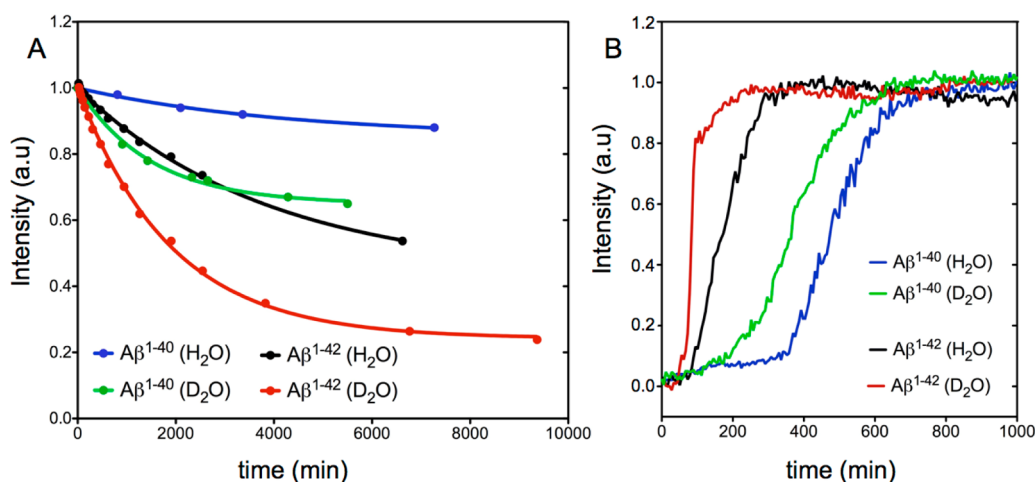 A
Intensity (a.u)
1.2
1.0
0.8
0.6
0.4
0.2
0.0
0
2000
4000
6000
8000
10000
time (min)
Aβ¹⁻⁴⁰ (H₂O)
Aβ¹⁻⁴² (H₂O)
Aβ¹⁻⁴⁰ (D₂O)
Aβ¹⁻⁴² (D₂O)
B
Intensity (a.u)
1.2
1.0
0.8
0.6
0.4
0.2
0.0
0
200
400
600
800
1000
time (min)
Aβ¹⁻⁴⁰ (H₂O)
Aβ¹⁻⁴⁰ (D₂O)
Aβ¹⁻⁴² (H₂O)
Aβ¹⁻⁴² (D₂O)